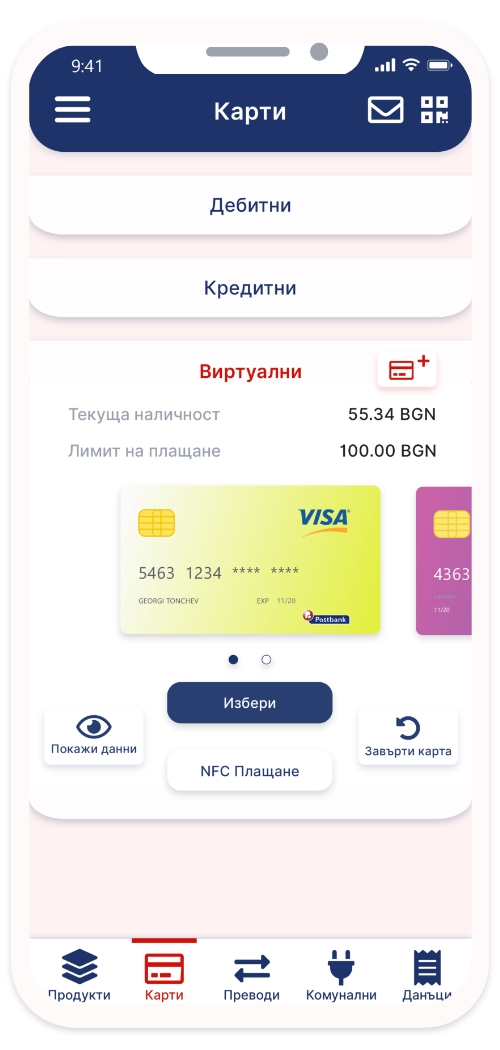 9:41
Карти
Дебитни
Кредитни
Виртуални
Текуща наличност 55.34 BGN
Лимит на плащане 100.00 BGN
VISA
5463 1234 **** ****
GEORGI TONCHEV EXP 11/20
Postbank
4363
11/20
Избери
Покажи данни
Завърти карта
NFC Плащане
Продукти Карти Преводи Комунални Данъци